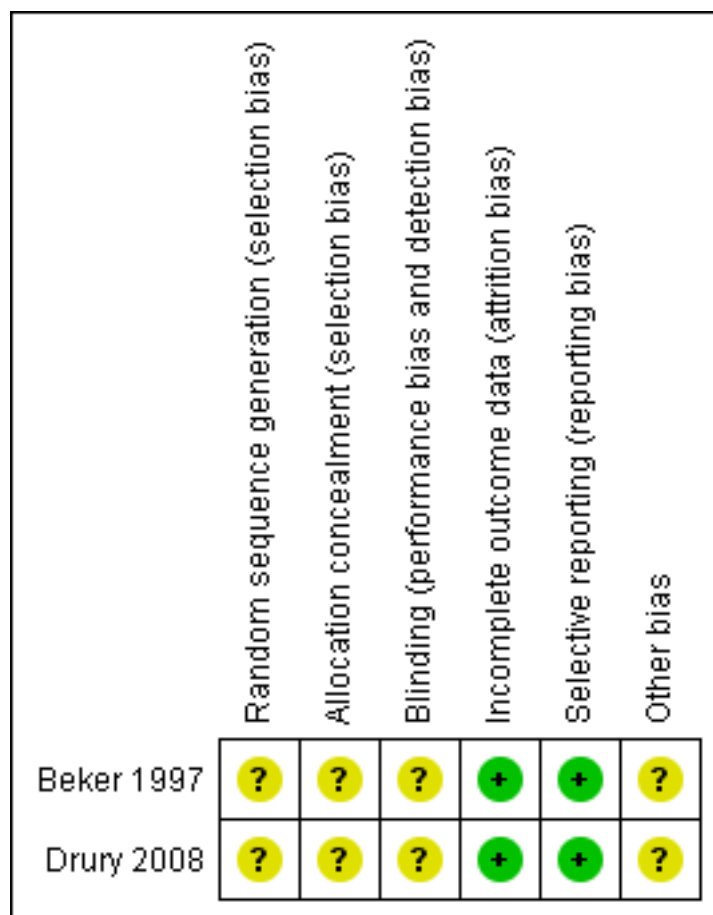 Random sequence generation (selection bias)
Allocation concealment (selection bias)
Blinding (performance bias and detection bias)
Incomplete outcome data (attrition bias)
Selective reporting (reporting bias)
Other bias
Beker 1997 ? ? ? + + ?
Drury 2008 ? ? ? + + ?